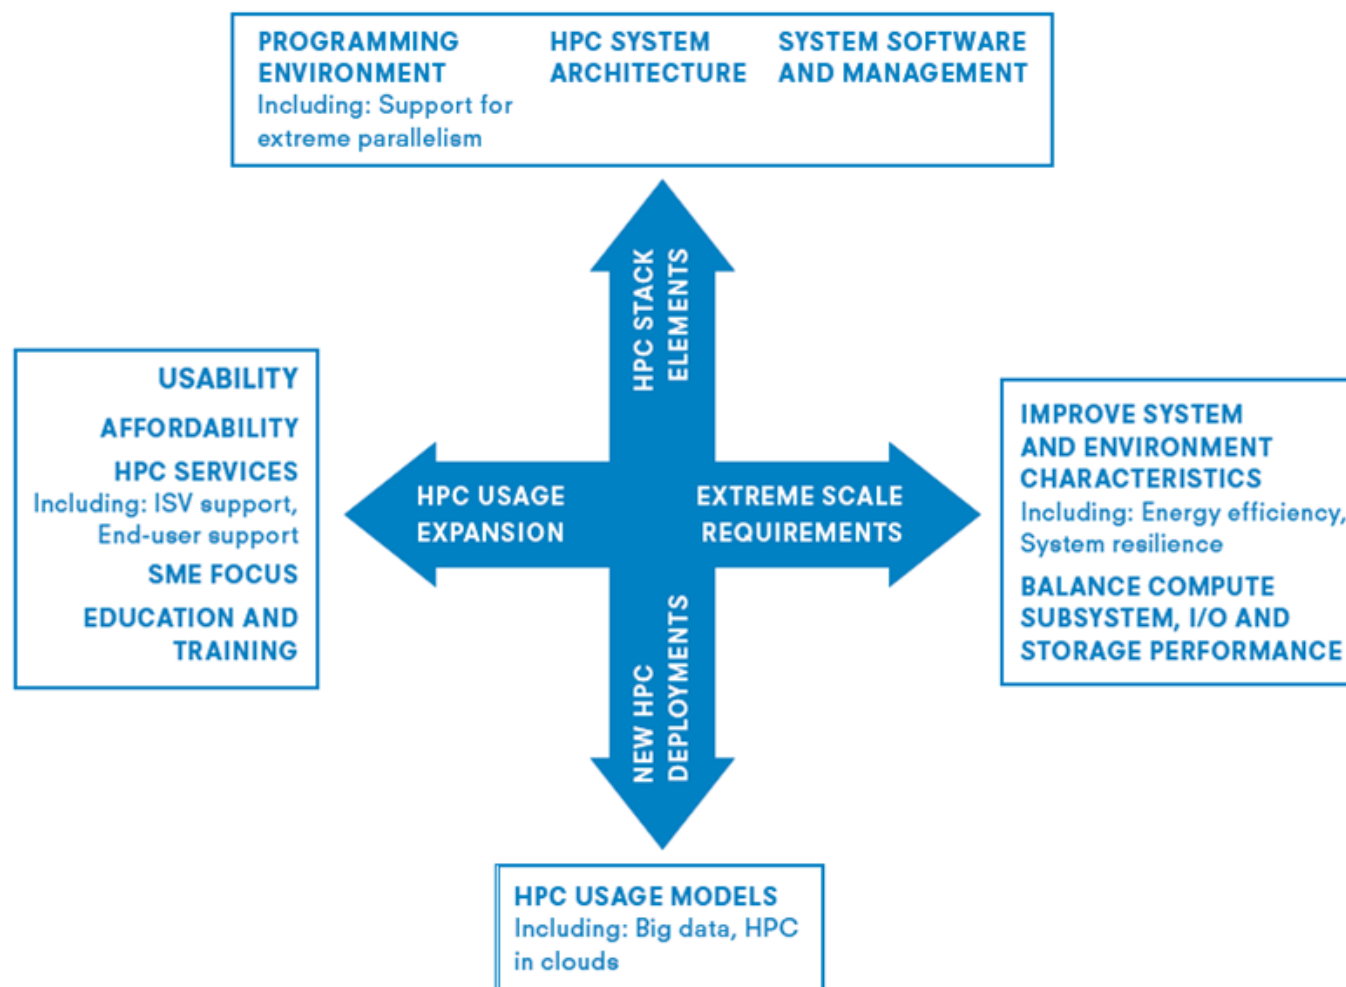 PROGRAMMING
ENVIRONMENT
Including: Support for
extreme parallelism
HPC SYSTEM
ARCHITECTURE
SYSTEM SOFTWARE
AND MANAGEMENT
HPC STACK
ELEMENTS
USABILITY
AFFORDABILITY
HPC SERVICES
Including: ISV support,
End-user support
SME FOCUS
EDUCATION AND
TRAINING
HPC USAGE
EXPANSION
EXTREME SCALE
REQUIREMENTS
IMPROVE SYSTEM
AND ENVIRONMENT
CHARACTERISTICS
Including: Energy efficiency,
System resilience
BALANCE COMPUTE
SUBSYSTEM, I/O AND
STORAGE PERFORMANCE
NEW HPC
DEPLOYMENTS
HPC USAGE MODELS
Including: Big data, HPC
in clouds